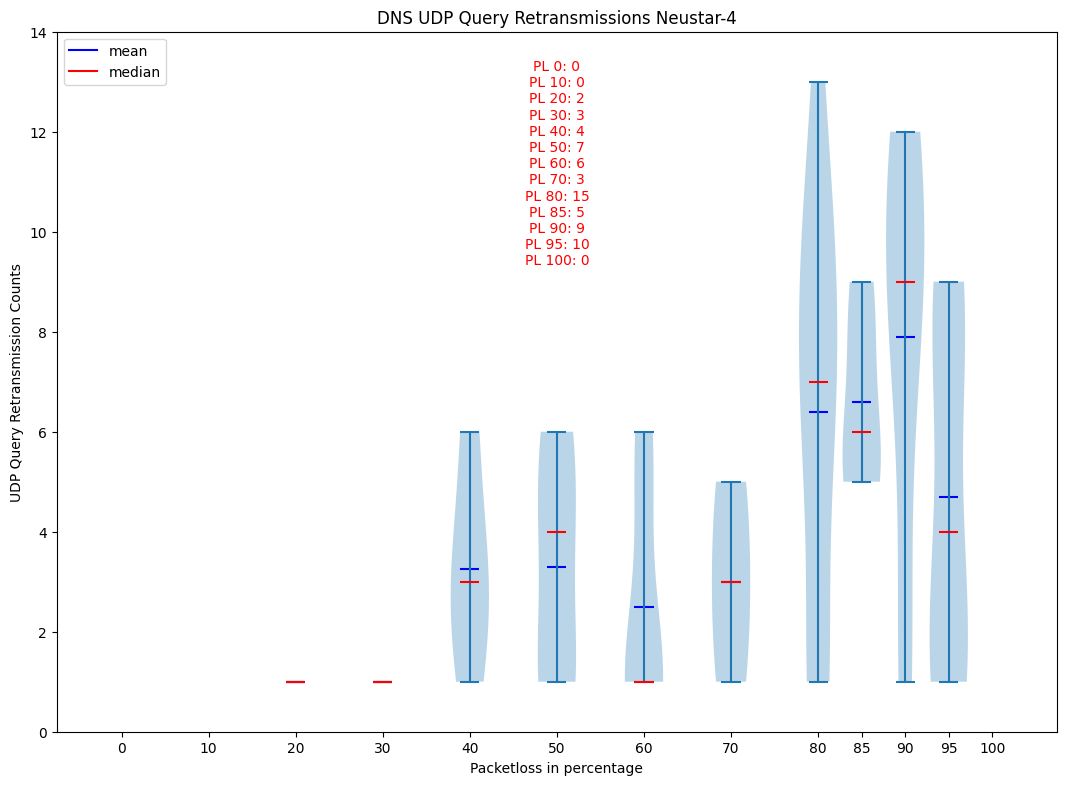 DNS UDP Query Retransmissions Neustar-4
mean
median
PL 0: 0
PL 10: 0
PL 20: 2
PL 30: 3
PL 40: 4
PL 50: 7
PL 60: 6
PL 70: 3
PL 80: 15
PL 85: 5
PL 90: 9
PL 95: 10
PL 100: 0
UDP Query Retransmission Counts
14
12
10
8
6
4
2
0
0 10 20 30 40 50 60 70 80 85 90 95 100
Packetloss in percentage